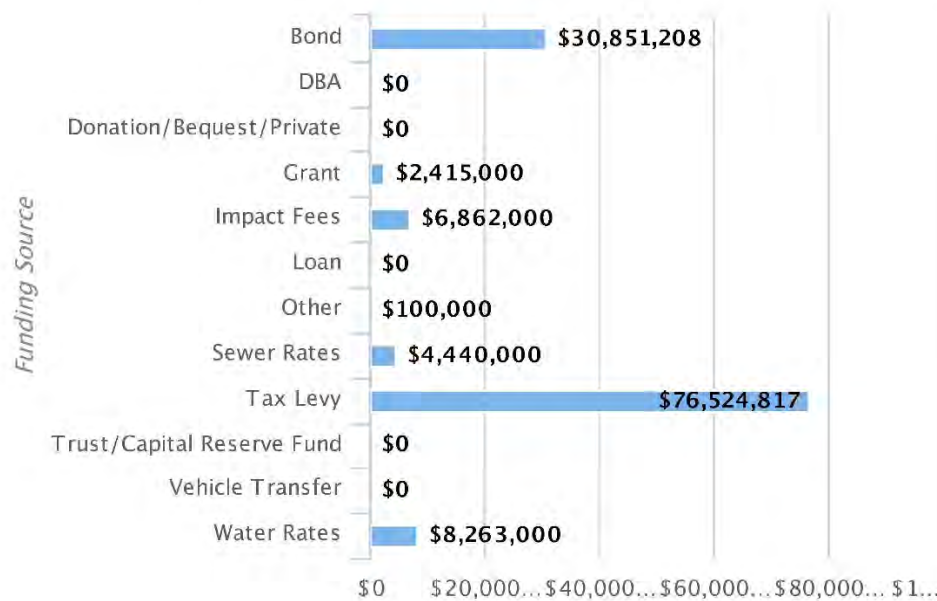 Funding Source
Bond $30,851,208
DBA $0
Donation/Bequest/Private $0
Grant $2,415,000
Impact Fees $6,862,000
Loan $0
Other $100,000
Sewer Rates $4,440,000
Tax Levy $76,524,817
Trust/Capital Reserve Fund $0
Vehicle Transfer $0
Water Rates $8,263,000
$0 $20,000... $40,000... $60,000... $80,000... $1...